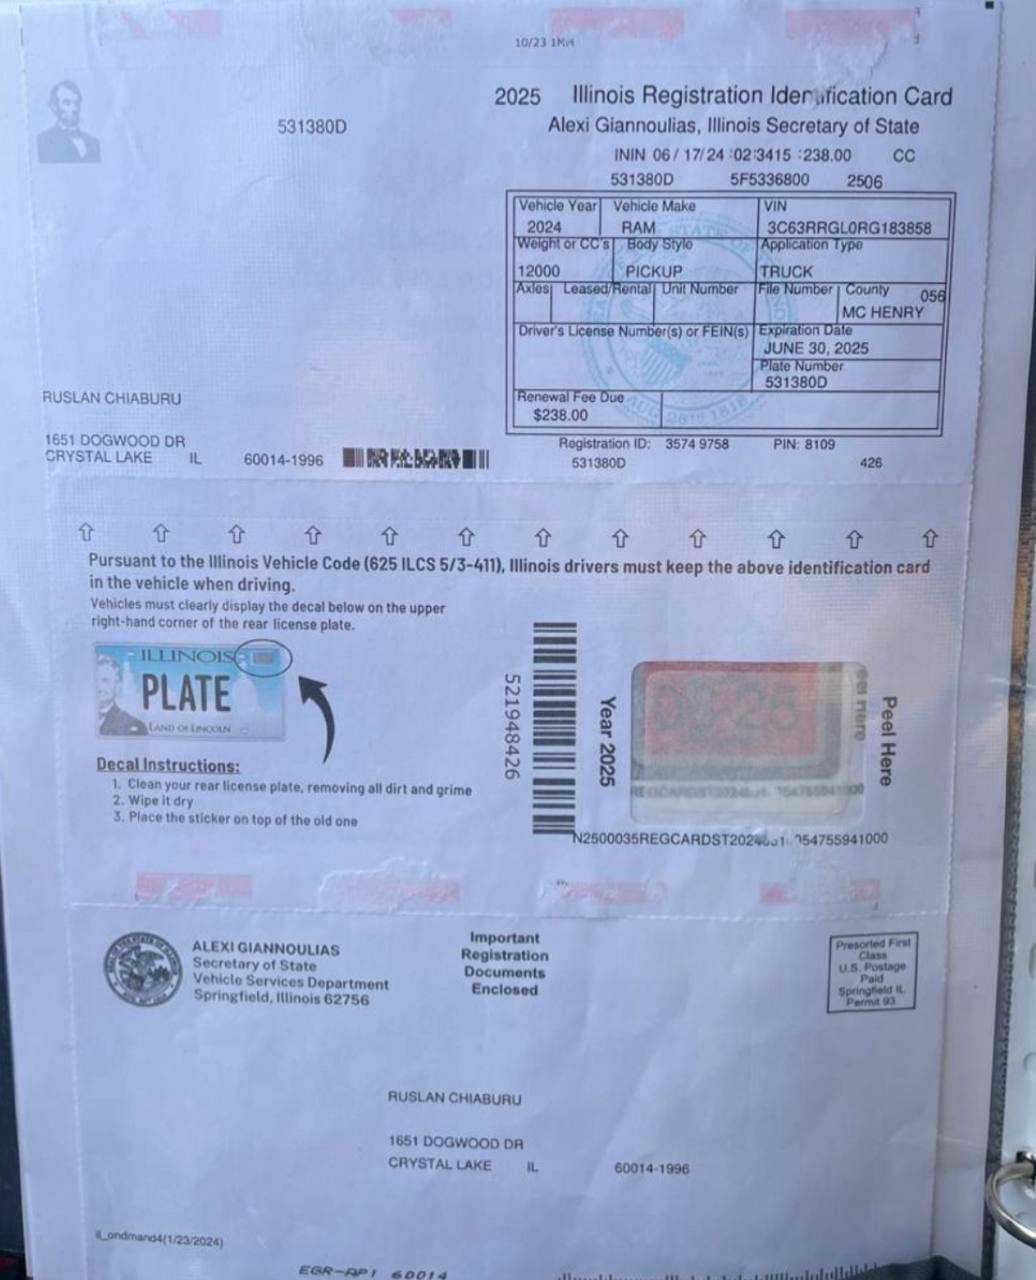 10/23
2025 Illinois Registration Identification Card
531380D
Alexi Giannoulias, Illinois Secretary of State
ININ 06/ 17/24 :02:3415 :238.00 CC
531380D 5F5336800 2506
Vehicle Year Vehicle Make VIN
2024 RAM 3C63RRGL0RG183858
Weight or CC's Body Style Application Type
12000 PICKUP TRUCK
Axles Leased/Rental Unit Number File Number County 056
MC HENRY
Driver's License Number(s) or FEIN(s) Expiration Date
JUNE 30, 2025
Plate Number
531380D
Renewal Fee Due
$238.00
AUG. 26TH 1818
RUSLAN CHIABURU
1651 DOGWOOD DR
CRYSTAL LAKE IL 60014-1996
Registration ID: 3574 9758 PIN: 8109
531380D 426
Pursuant to the Illinois Vehicle Code (625 ILCS 5/3-411), Illinois drivers must keep the above identification card
in the vehicle when driving.
Vehicles must clearly display the decal below on the upper
right-hand corner of the rear license plate.
ILLINOIS
PLATE
LAND OF LINCOLN
Decal Instructions:
1. Clean your rear license plate, removing all dirt and grime
2. Wipe it dry
3. Place the sticker on top of the old one
521948426
Year 2025
Peel Here
N2500035REGCARDST2024 954755941000
ALEXI GIANNOULIAS
Secretary of State
Vehicle Services Department
Springfield, Illinois 62756
Important
Registration
Documents
Enclosed
Presorted First
Class
U.S. Postage
Paid
Springfield IL
Permit 93
RUSLAN CHIABURU
1651 DOGWOOD DR
CRYSTAL LAKE IL 60014-1996
il_ondmand4(1/23/2024)
EGR-AP1 60014